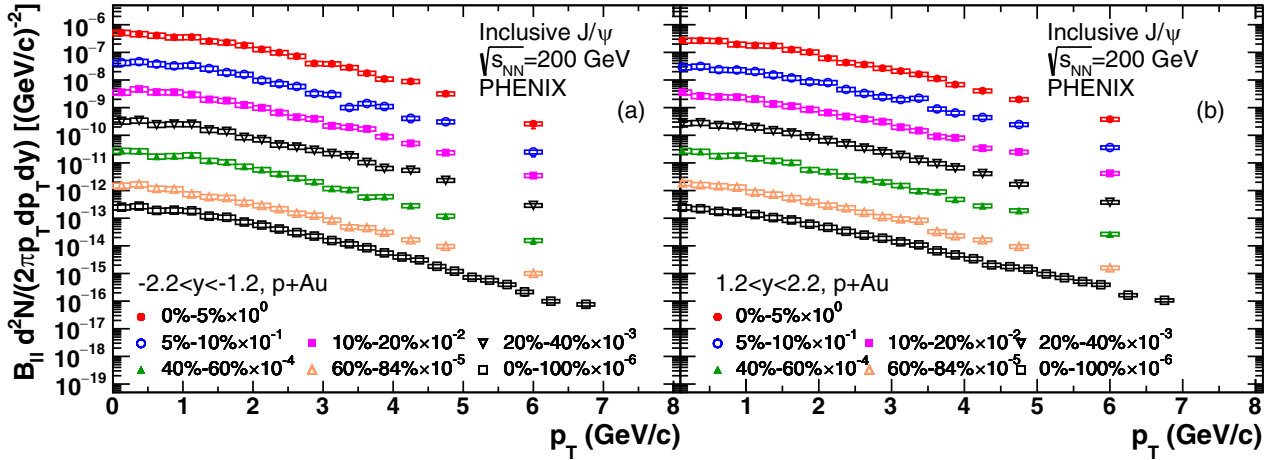 B_ll d²N/(2πp_T dp_T dy) [(GeV/c)⁻²]
10⁻⁶
10⁻⁷
10⁻⁸
10⁻⁹
10⁻¹⁰
10⁻¹¹
10⁻¹²
10⁻¹³
10⁻¹⁴
10⁻¹⁵
10⁻¹⁶
10⁻¹⁷
10⁻¹⁸
10⁻¹⁹
Inclusive J/ψ
√s_NN=200 GeV
PHENIX
(a)
-2.2<y<-1.2, p+Au
0%-5%×10⁰
5%-10%×10⁻¹ 10%-20%×10⁻² 20%-40%×10⁻³
40%-60%×10⁻⁴ 60%-84%×10⁻⁵ 0%-100%×10⁻⁶
0 1 2 3 4 5 6 7 8
p_T (GeV/c)
Inclusive J/ψ
√s_NN=200 GeV
PHENIX
(b)
1.2<y<2.2, p+Au
0%-5%×10⁰
5%-10%×10⁻¹ 10%-20%×10⁻² 20%-40%×10⁻³
40%-60%×10⁻⁴ 60%-84%×10⁻⁵ 0%-100%×10⁻⁶
1 2 3 4 5 6 7 8
p_T (GeV/c)